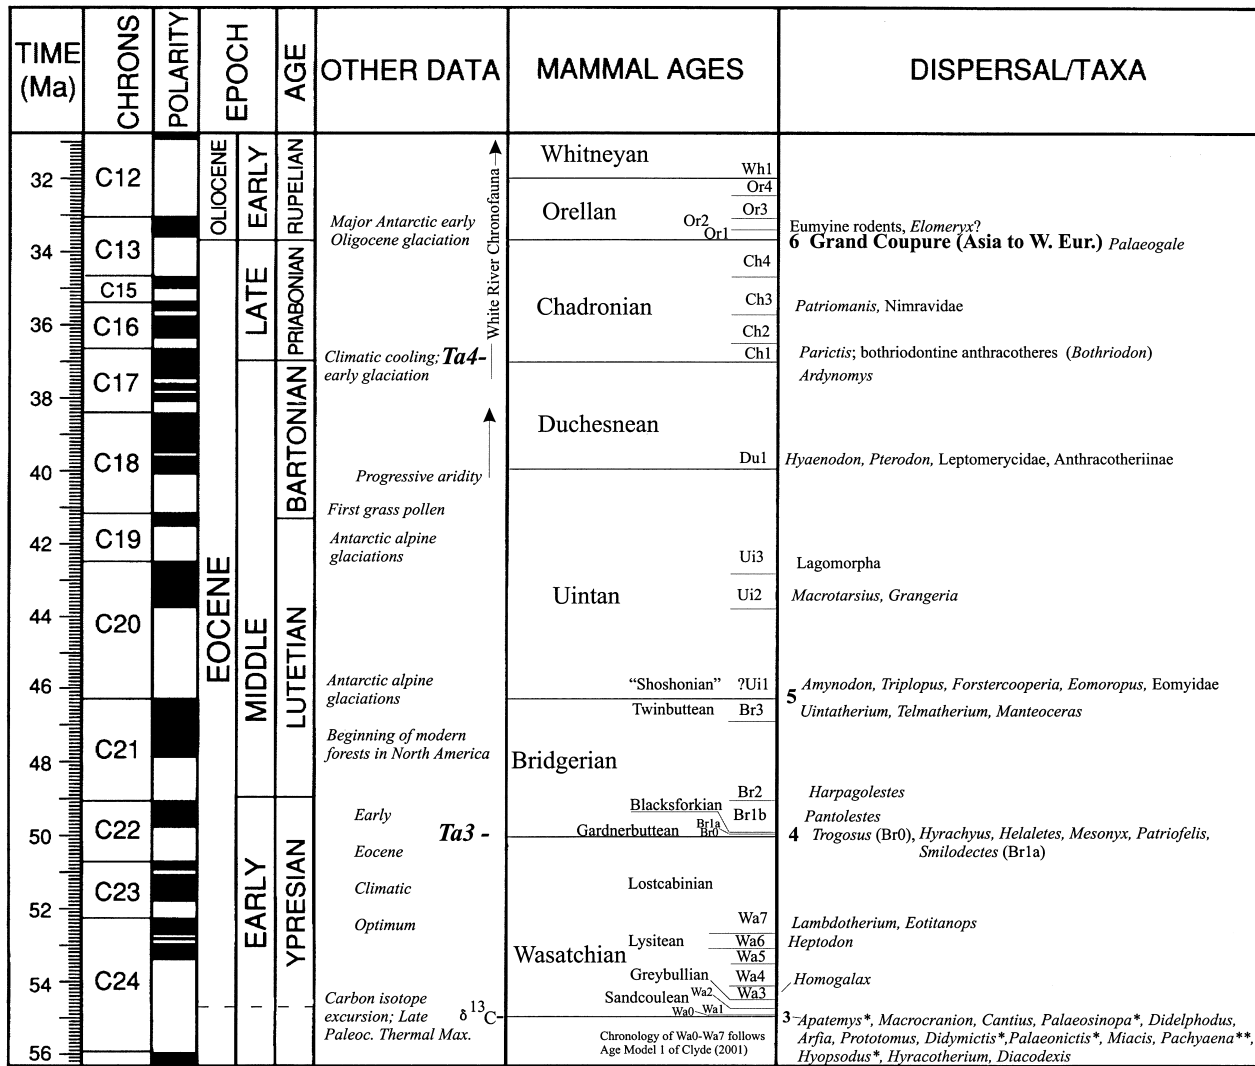 TIME (Ma)
CHRONS
POLARITY
EPOCH
AGE
OTHER DATA
MAMMAL AGES
DISPERSAL/TAXA
32
34
36
38
40
42
44
46
48
50
52
54
56
C12
C13
C15
C16
C17
C18
C19
C20
C21
C22
C23
C24
OLIGOCENE
EOCENE
EARLY
LATE
MIDDLE
EARLY
RUPELIAN
PRIABONIAN
BARTONIAN
LUTETIAN
YPRESIAN
Major Antarctic early
Oligocene glaciation
White River Chronofauna
Climatic cooling;
early glaciation
Ta4-
Progressive aridity
First grass pollen
Antarctic alpine
glaciations
Antarctic alpine
glaciations
Beginning of modern
forests in North America
Early
Ta3 -
Eocene
Climatic
Optimum
Carbon isotope
excursion; Late
Paleoc. Thermal Max.
δ 13C-
Whitneyan
Wh1
Or4
Orellan
Or3
Or2
Or1
Ch4
Chadronian
Ch3
Ch2
Ch1
Duchesnean
Du1
Ui3
Uintan
Ui2
"Shoshonian" ?Ui1
Twinbuttean Br3
Bridgerian
Br2
Blacksforkian
Br1b
Br1a
Gardnerbuttean Br0
Lostcabinian
Wa7
Lysitean Wa6
Wasatchian
Wa5
Greybullian Wa4
Wa3
Sandcoulean Wa2
Wa0 Wa1
Chronology of Wa0-Wa7 follows
Age Model 1 of Clyde (2001)
Eumyine rodents, Elomeryx?
6 Grand Coupure (Asia to W. Eur.) Palaeogale
Patriomanis, Nimravidae
Parictis; bothriodontine anthracotheres (Bothriodon)
Ardynomys
Hyaenodon, Pterodon, Leptomerycidae, Anthracotheriinae
Lagomorpha
Macrotarsius, Grangeria
5 Amynodon, Triplopus, Forstercooperia, Eomoropus, Eomyidae
Uintatherium, Telmatherium, Manteoceras
Harpagolestes
Pantolestes
4 Trogosus (Br0), Hyrachyus, Helaletes, Mesonyx, Patriofelis,
Smilodectes (Br1a)
Lambdotherium, Eotitanops
Heptodon
Homogalax
3 Apatemys*, Macrocranion, Cantius, Palaeosinopa*, Didelphodus,
Arfia, Prototomus, Didymictis*,Palaeonictis*, Miacis, Pachyaena**,
Hyopsodus*, Hyracotherium, Diacodexis